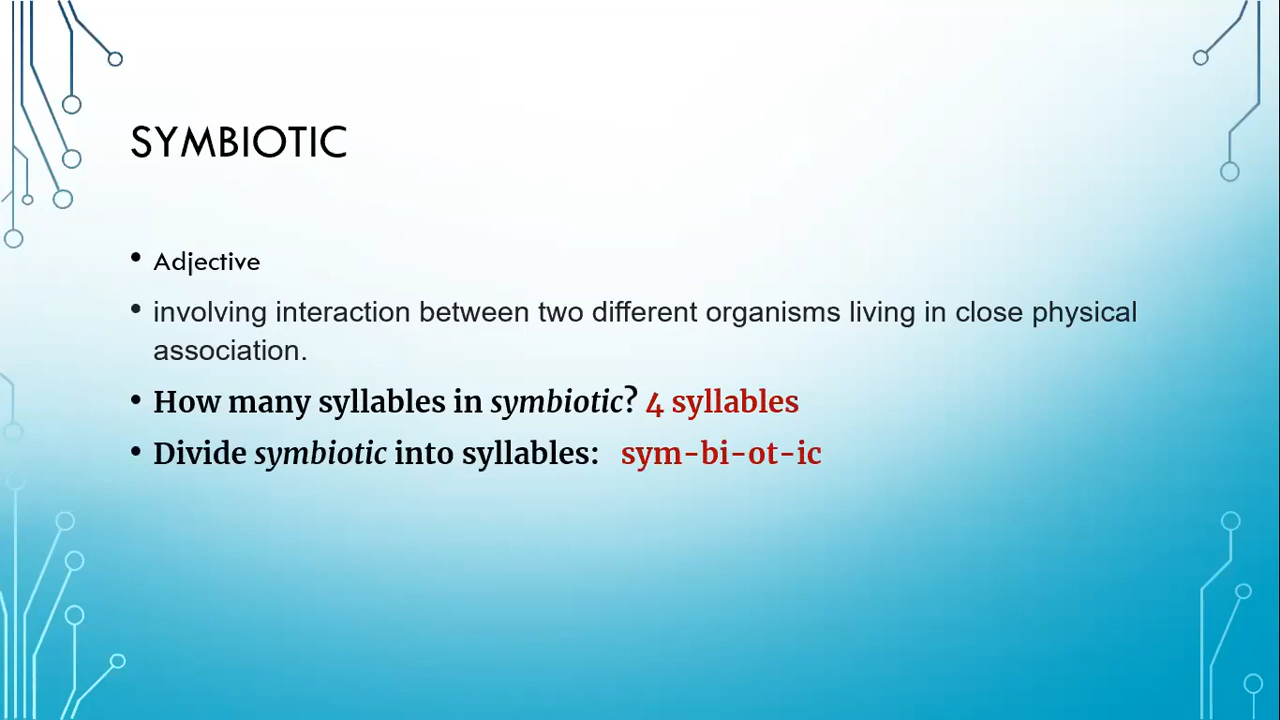 SYMBIOTIC
• Adjective
• involving interaction between two different organisms living in close physical
association.
• How many syllables in symbiotic? 4 syllables
• Divide symbiotic into syllables: sym-bi-ot-ic